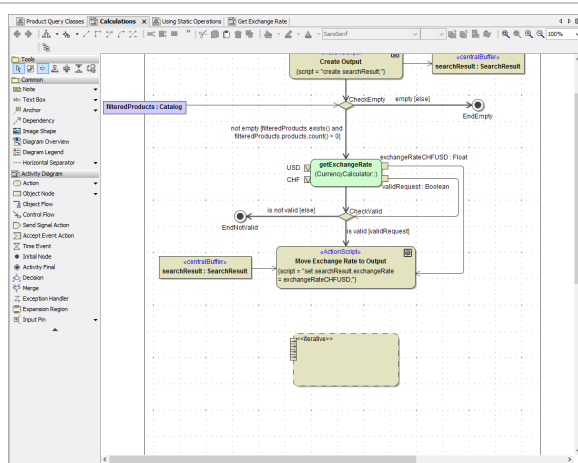 Product Query Classes
Calculations
Using Static Operations
Get Exchange Rate
SansSerif
100%
Tools
Common
Note
Text Box
Anchor
Dependency
Image Shape
Diagram Overview
Diagram Legend
Horizontal Separator
Activity Diagram
Action
Object Node
Object Flow
Control Flow
Send Signal Action
Accept Event Action
Time Event
Initial Node
Activity Final
Decision
Merge
Exception Handler
Expansion Region
Input Pin
Create Output
{script = "create searchResult;"}
«centralBuffer»
searchResult : SearchResult
filteredProducts : Catalog
CheckEmpty
empty [else]
EndEmpty
not empty [filteredProducts.exists() and
filteredProducts.products.count() > 0]
exchangeRateCHFUSD : Float
USD
CHF
getExchangeRate
(CurrencyCalculator::)
validRequest : Boolean
is not valid [else]
CheckValid
EndNotValid
is valid [validRequest]
«centralBuffer»
searchResult : SearchResult
«ActionScript»
Move Exchange Rate to Output
{script = "set searchResult.exchangeRate
= exchangeRateCHFUSD;"}
<<iterative>>